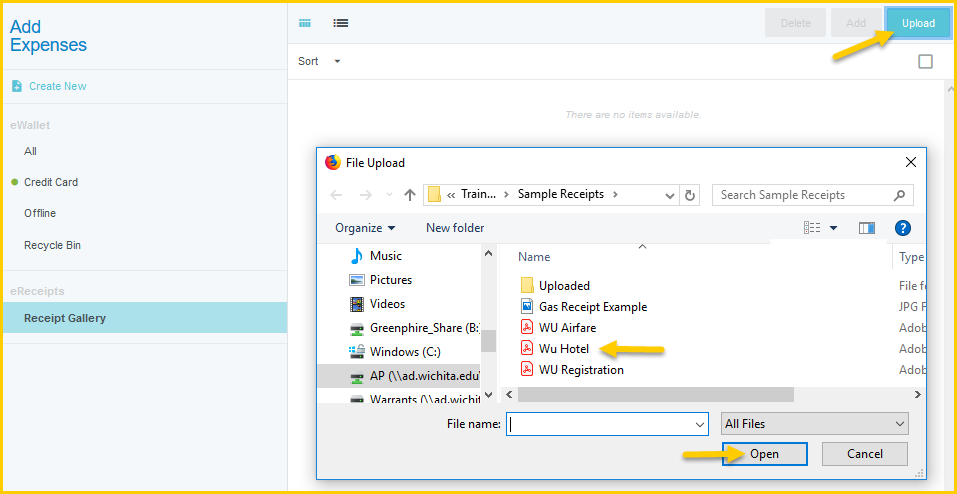 Add
Expenses
Create New
eWallet
All
Credit Card
Offline
Recycle Bin
eReceipts
Receipt Gallery
Delete
Add
Upload
Sort
There are no items available.
File Upload
« Train... > Sample Receipts >
Search Sample Receipts
Organize
New folder
?
Music
Pictures
Videos
Greenphire_Share (B:)
Windows (C:)
AP (\\ad.wichita.edu\
Warrants (\\ad.wichit
Name
Type
Uploaded
File f
Gas Receipt Example
JPG F
WU Airfare
Adob
Wu Hotel
Adob
WU Registration
Adob
File name:
All Files
Open
Cancel